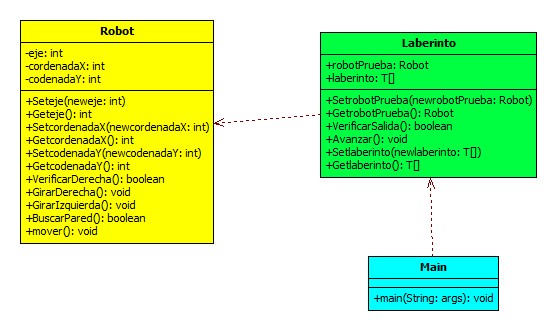 Robot
-eje: int
-cordenadaX: int
-codenadaY: int
+Seteje(neweje: int)
+Geteje(): int
+SetcordenadaX(newcordenadaX: int)
+GetcordenadaX(): int
+SetcodenadaY(newcodenadaY: int)
+GetcodenadaY(): int
+VerificarDerecha(): boolean
+GirarDerecha(): void
+GirarIzquierda(): void
+BuscarPared(): boolean
+mover(): void
Laberinto
+robotPrueba: Robot
+laberinto: T[]
+SetrobotPrueba(newrobotPrueba: Robot)
+GetrobotPrueba(): Robot
+VerificarSalida(): boolean
+Avanzar(): void
+Setlaberinto(newlaberinto: T[])
+Getlaberinto(): T[]
Main
+main(String: args): void